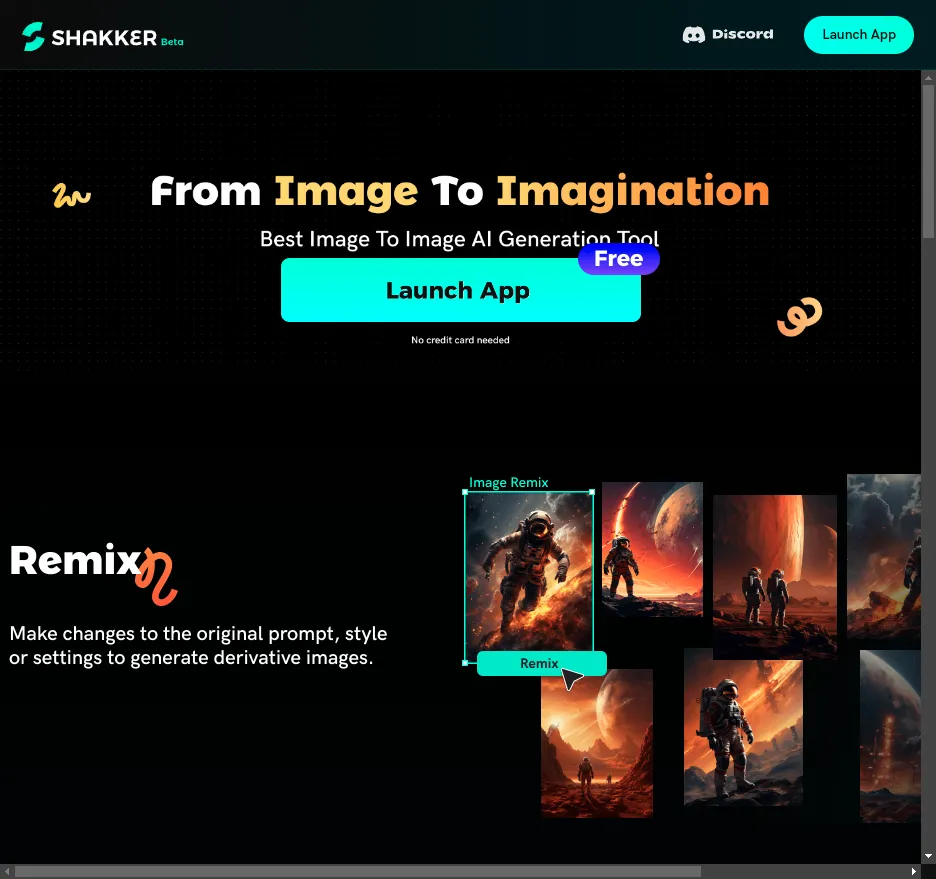 SHAKKER Beta
Discord
Launch App
From Image To Imagination
Best Image To Image AI Generation Tool
Free
Launch App
No credit card needed
Image Remix
Remix
Make changes to the original prompt, style
or settings to generate derivative images.
Remix